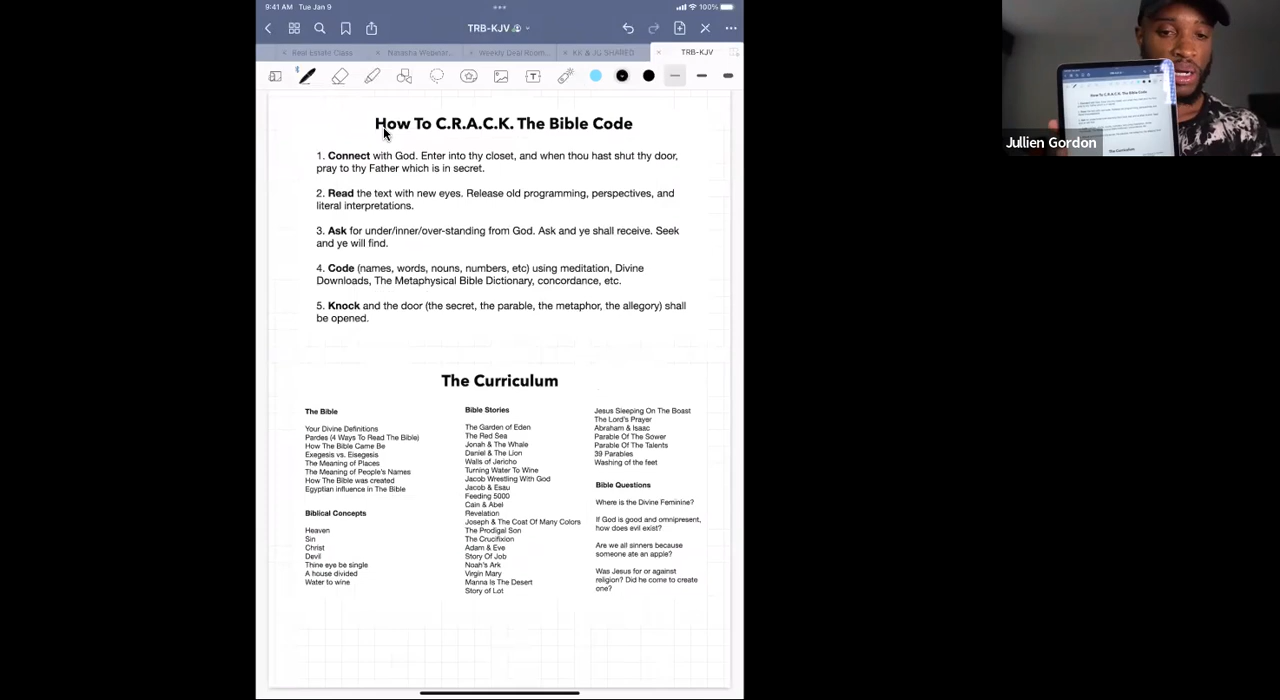 9:41 AM Tue Jan 9
100%
TRB-KJV
Real Estate Class
Weekly Deal Room...
KK & JG SHARED
TRB-KJV
How To C.R.A.C.K. The Bible Code
1. Connect with God. Enter into thy closet, and when thou hast shut thy door,
pray to thy Father which is in secret.
2. Read the text with new eyes. Release old programming, perspectives, and
literal interpretations.
3. Ask for under/inner/over-standing from God. Ask and ye shall receive. Seek
and ye will find.
4. Code (names, words, nouns, numbers, etc) using meditation, Divine
Downloads, The Metaphysical Bible Dictionary, concordance, etc.
5. Knock and the door (the secret, the parable, the metaphor, the allegory) shall
be opened.
The Curriculum
The Bible
Your Divine Definitions
Pardes (4 Ways To Read The Bible)
How The Bible Came Be
Exegesis vs. Eisegesis
The Meaning of Places
The Meaning of People's Names
How The Bible was created
Egyptian influence in The Bible
Biblical Concepts
Heaven
Sin
Christ
Devil
Thine eye be single
A house divided
Water to wine
Bible Stories
The Garden of Eden
The Red Sea
Jonah & The Whale
Daniel & The Lion
Walls of Jericho
Turning Water To Wine
Jacob Wrestling With God
Jacob & Esau
Feeding 5000
Cain & Abel
Revelation
Joseph & The Coat Of Many Colors
The Prodigal Son
The Crucifixion
Adam & Eve
Story Of Job
Noah's Ark
Virgin Mary
Manna Is The Desert
Story of Lot
Jesus Sleeping On The Boast
The Lord's Prayer
Abraham & Isaac
Parable Of The Sower
Parable Of The Talents
39 Parables
Washing of the feet
Bible Questions
Where is the Divine Feminine?
If God is good and omnipresent,
how does evil exist?
Are we all sinners because
someone ate an apple?
Was Jesus for or against
religion? Did he come to create
one?
How To C.R.A.C.K. The Bible Code
The Curriculum
Jullien Gordon